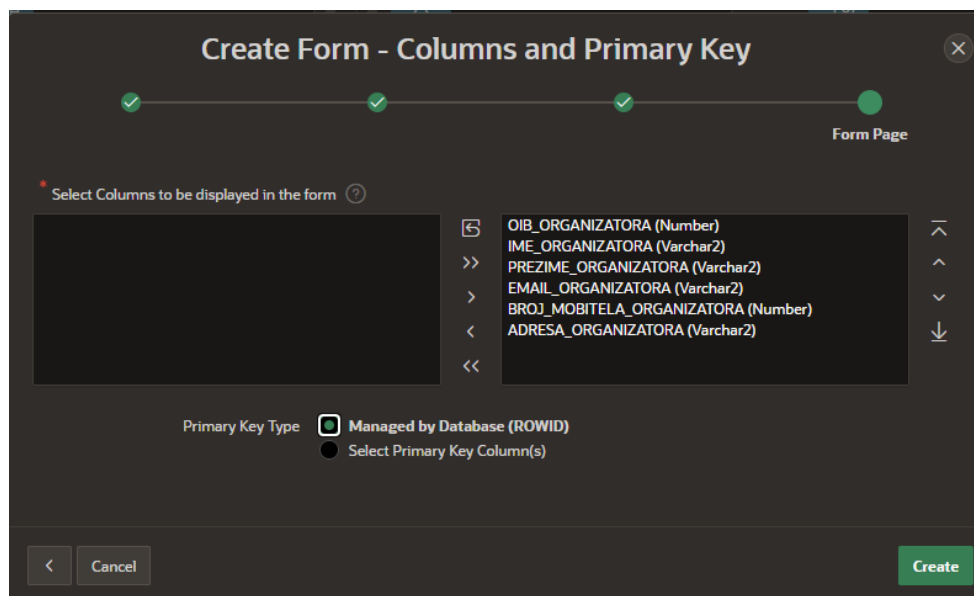 Create Form - Columns and Primary Key
Form Page
* Select Columns to be displayed in the form ?
OIB_ORGANIZATORA (Number)
IME_ORGANIZATORA (Varchar2)
PREZIME_ORGANIZATORA (Varchar2)
EMAIL_ORGANIZATORA (Varchar2)
BROJ_MOBITELA_ORGANIZATORA (Number)
ADRESA_ORGANIZATORA (Varchar2)
Primary Key Type
Managed by Database (ROWID)
Select Primary Key Column(s)
Cancel
Create